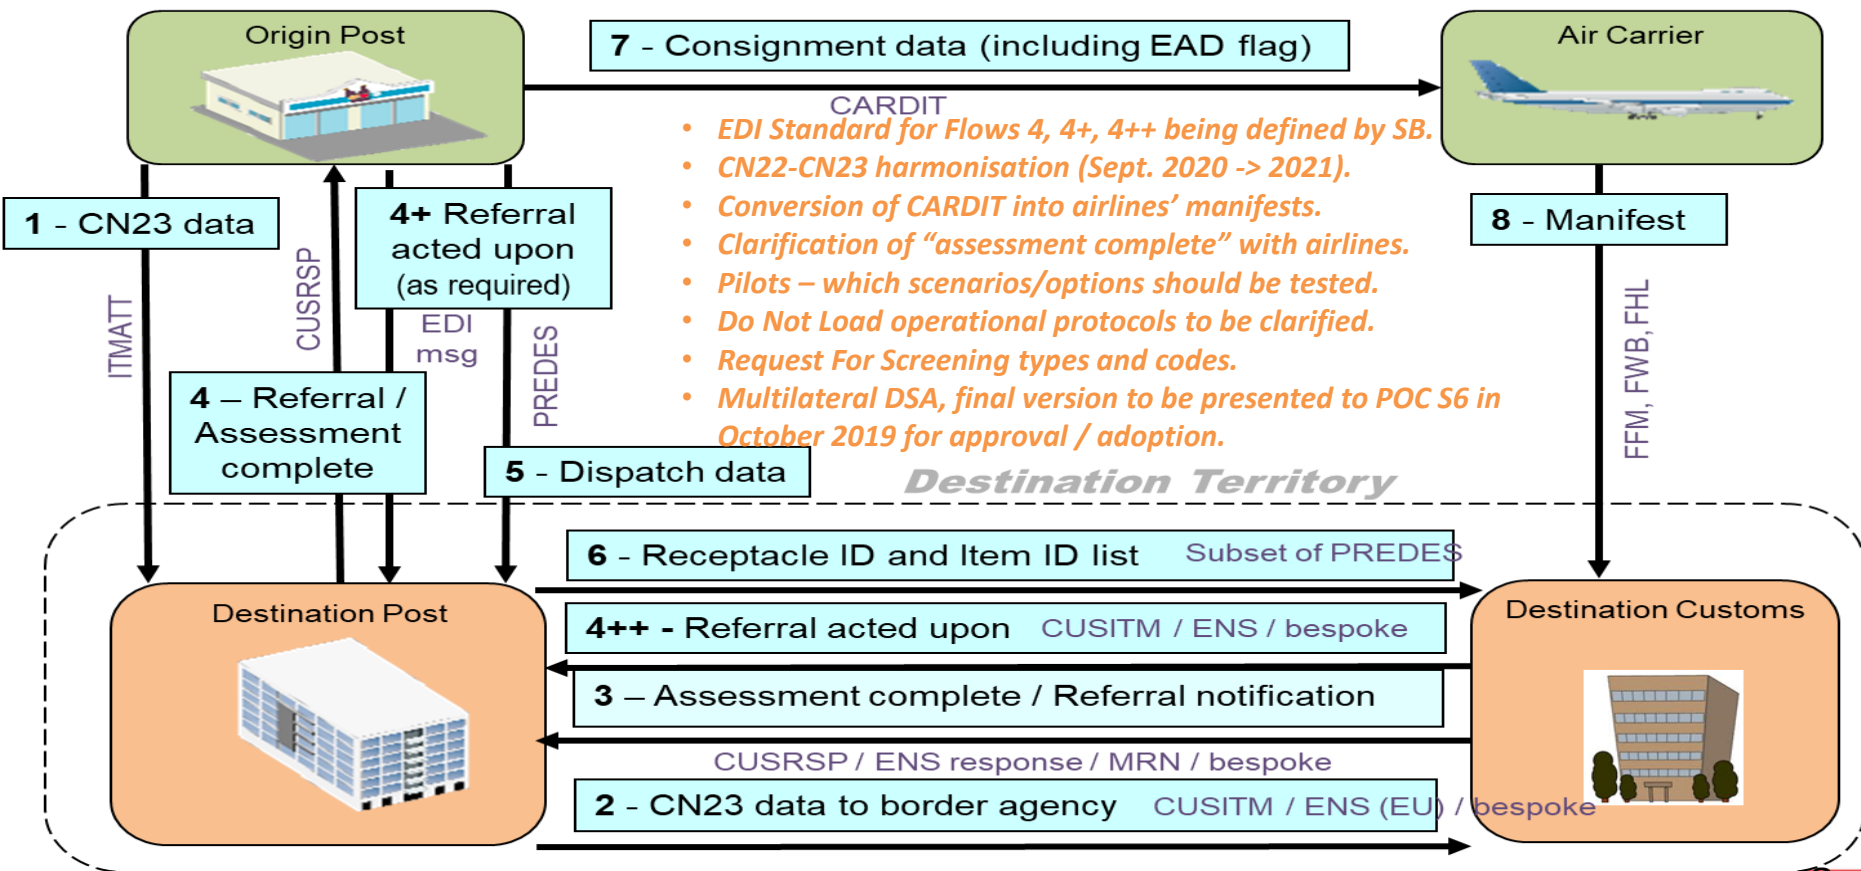 Origin Post
7 - Consignment data (including EAD flag)
Air Carrier
CARDIT
• EDI Standard for Flows 4, 4+, 4++ being defined by SB.
• CN22-CN23 harmonisation (Sept. 2020 -> 2021).
• Conversion of CARDIT into airlines’ manifests.
• Clarification of “assessment complete” with airlines.
• Pilots – which scenarios/options should be tested.
• Do Not Load operational protocols to be clarified.
• Request For Screening types and codes.
• Multilateral DSA, final version to be presented to POC S6 in
October 2019 for approval / adoption.
1 - CN23 data
ITMATT
CUSRSP
4+ Referral
acted upon
(as required)
EDI
msg
PREDES
4 – Referral /
Assessment
complete
5 - Dispatch data
8 - Manifest
FFM, FWB, FHL
Destination Territory
6 - Receptacle ID and Item ID list Subset of PREDES
Destination Post
Destination Customs
4++ - Referral acted upon CUSITM / ENS / bespoke
3 – Assessment complete / Referral notification
CUSRSP / ENS response / MRN / bespoke
2 - CN23 data to border agency CUSITM / ENS (EU) / bespoke